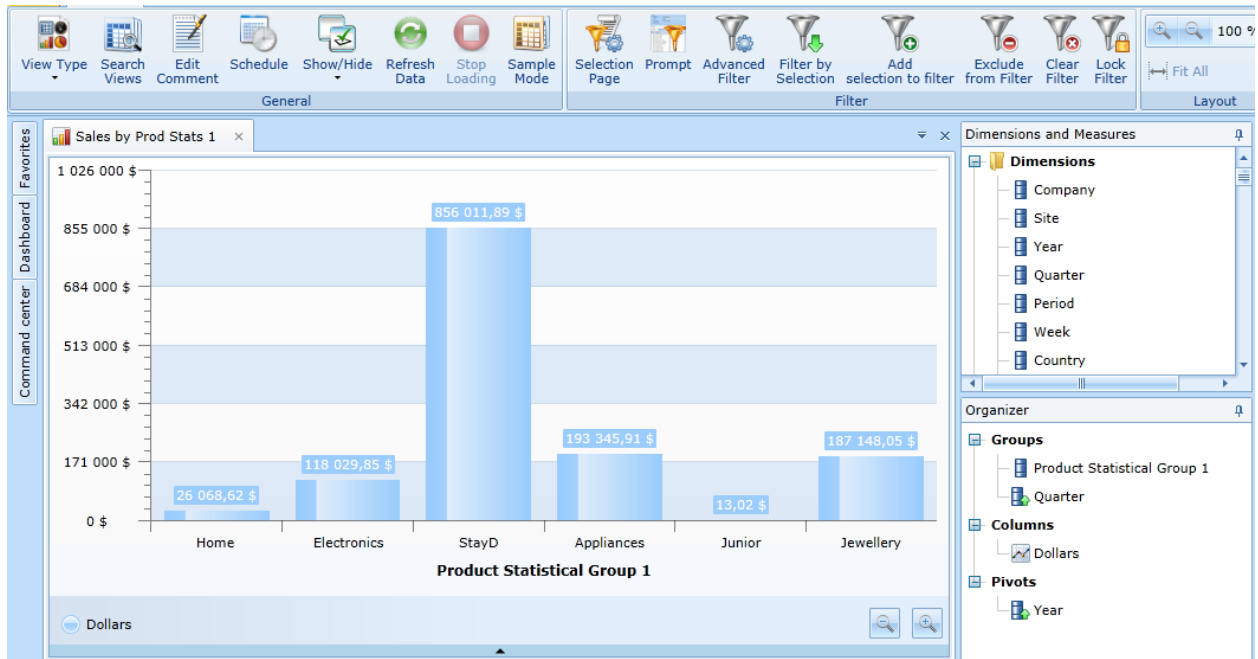 View Type
Search Views
Edit Comment
Schedule
Show/Hide
Refresh Data
Stop Loading
Sample Mode
General
Selection Page
Prompt
Advanced Filter
Filter by Selection
Add selection to filter
Exclude from Filter
Clear Filter
Lock Filter
Filter
100 %
Fit All
Layout
Favorites
Dashboard
Command center
Sales by Prod Stats 1
1 026 000 $
855 000 $
684 000 $
513 000 $
342 000 $
171 000 $
0 $
26 068,62 $
118 029,85 $
856 011,89 $
193 345,91 $
13,02 $
187 148,05 $
Home
Electronics
StayD
Appliances
Junior
Jewellery
Product Statistical Group 1
Dollars
Dimensions and Measures
Dimensions
Company
Site
Year
Quarter
Period
Week
Country
Organizer
Groups
Product Statistical Group 1
Quarter
Columns
Dollars
Pivots
Year